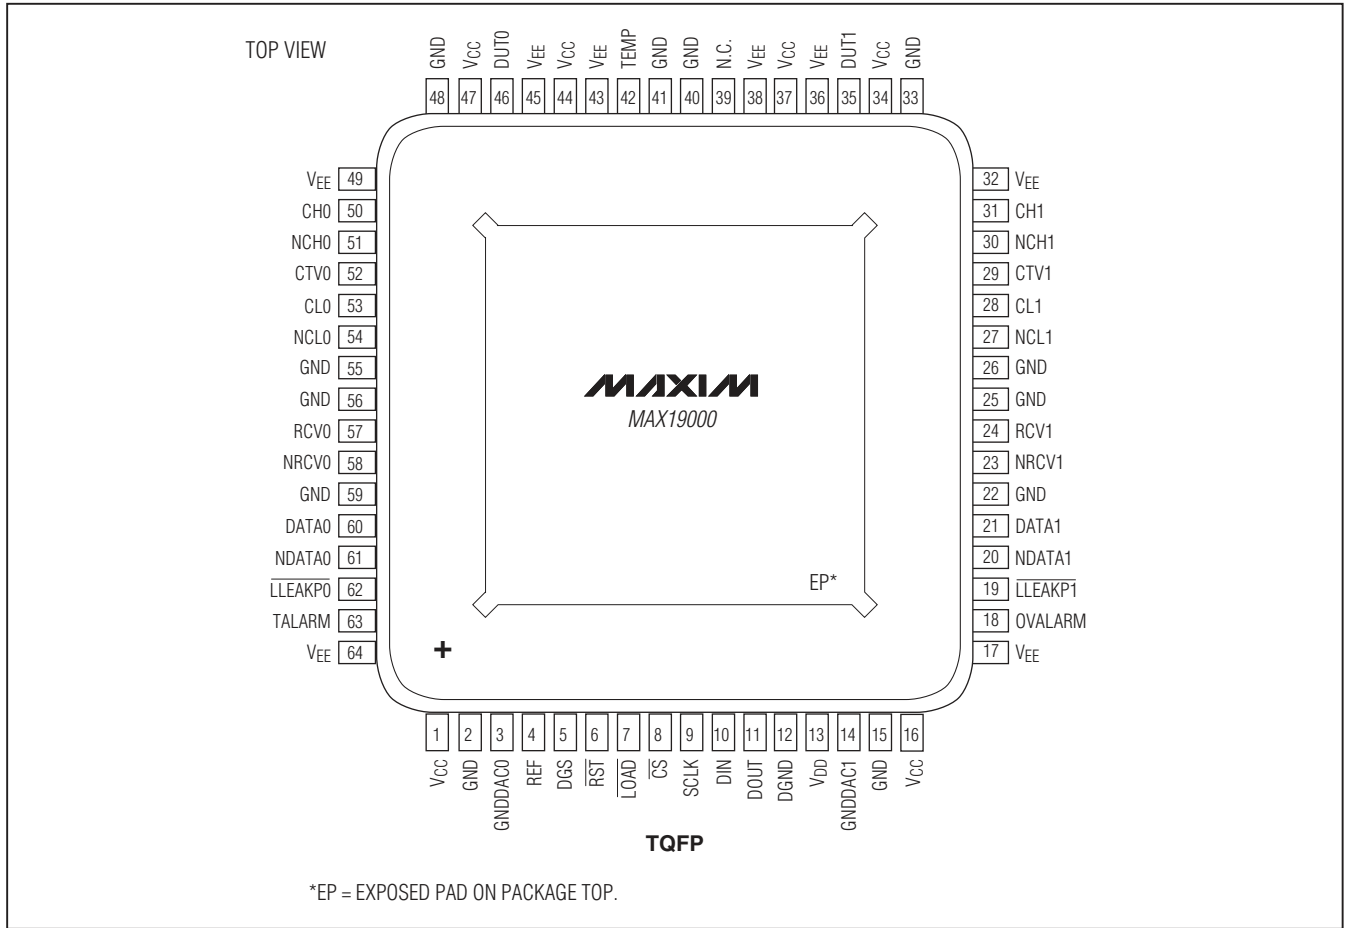 TOP VIEW
GND VCC DUT0 VEE VCC VEE TEMP GND GND N.C. VEE VCC VEE DUT1 VCC GND
48 47 46 45 44 43 42 41 40 39 38 37 36 35 34 33
VEE 49 32 VEE
CH0 50 31 CH1
NCH0 51 30 NCH1
CTV0 52 29 CTV1
CL0 53 28 CL1
NCL0 54 27 NCL1
GND 55 26 GND
GND 56 25 GND
RCV0 57 24 RCV1
NRCV0 58 23 NRCV1
GND 59 22 GND
DATA0 60 21 DATA1
NDATA0 61 20 NDATA1
LLEAKP0 62 19 LLEAKP1
TALARM 63 18 OVALARM
VEE 64 17 VEE
MAXIM
MAX19000
EP*
+
1 2 3 4 5 6 7 8 9 10 11 12 13 14 15 16
VCC GND GNDDAC0 REF DGS RST LOAD CS SCLK DIN DOUT DGND VDD GNDDAC1 GND VCC
TQFP
*EP = EXPOSED PAD ON PACKAGE TOP.